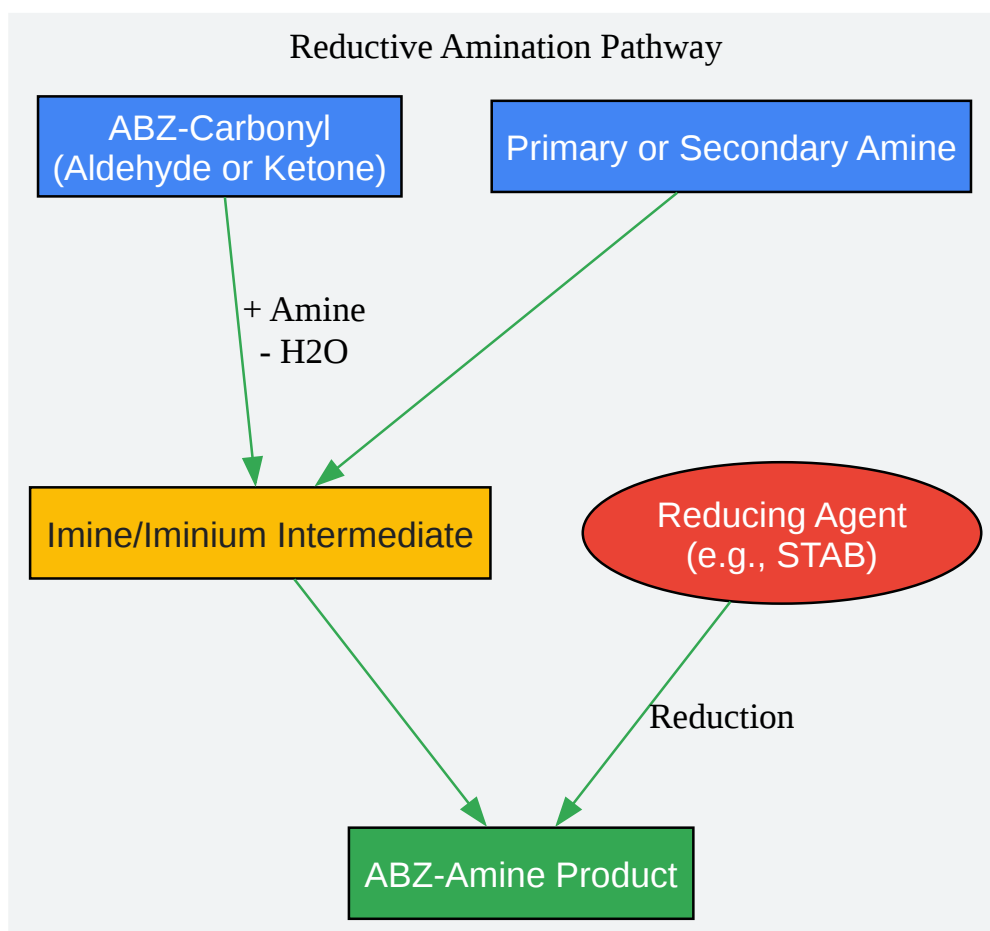 Reductive Amination Pathway
ABZ-Carbonyl
(Aldehyde or Ketone)
Primary or Secondary Amine
+ Amine
- H2O
Imine/Iminium Intermediate
Reducing Agent
(e.g., STAB)
Reduction
ABZ-Amine Product